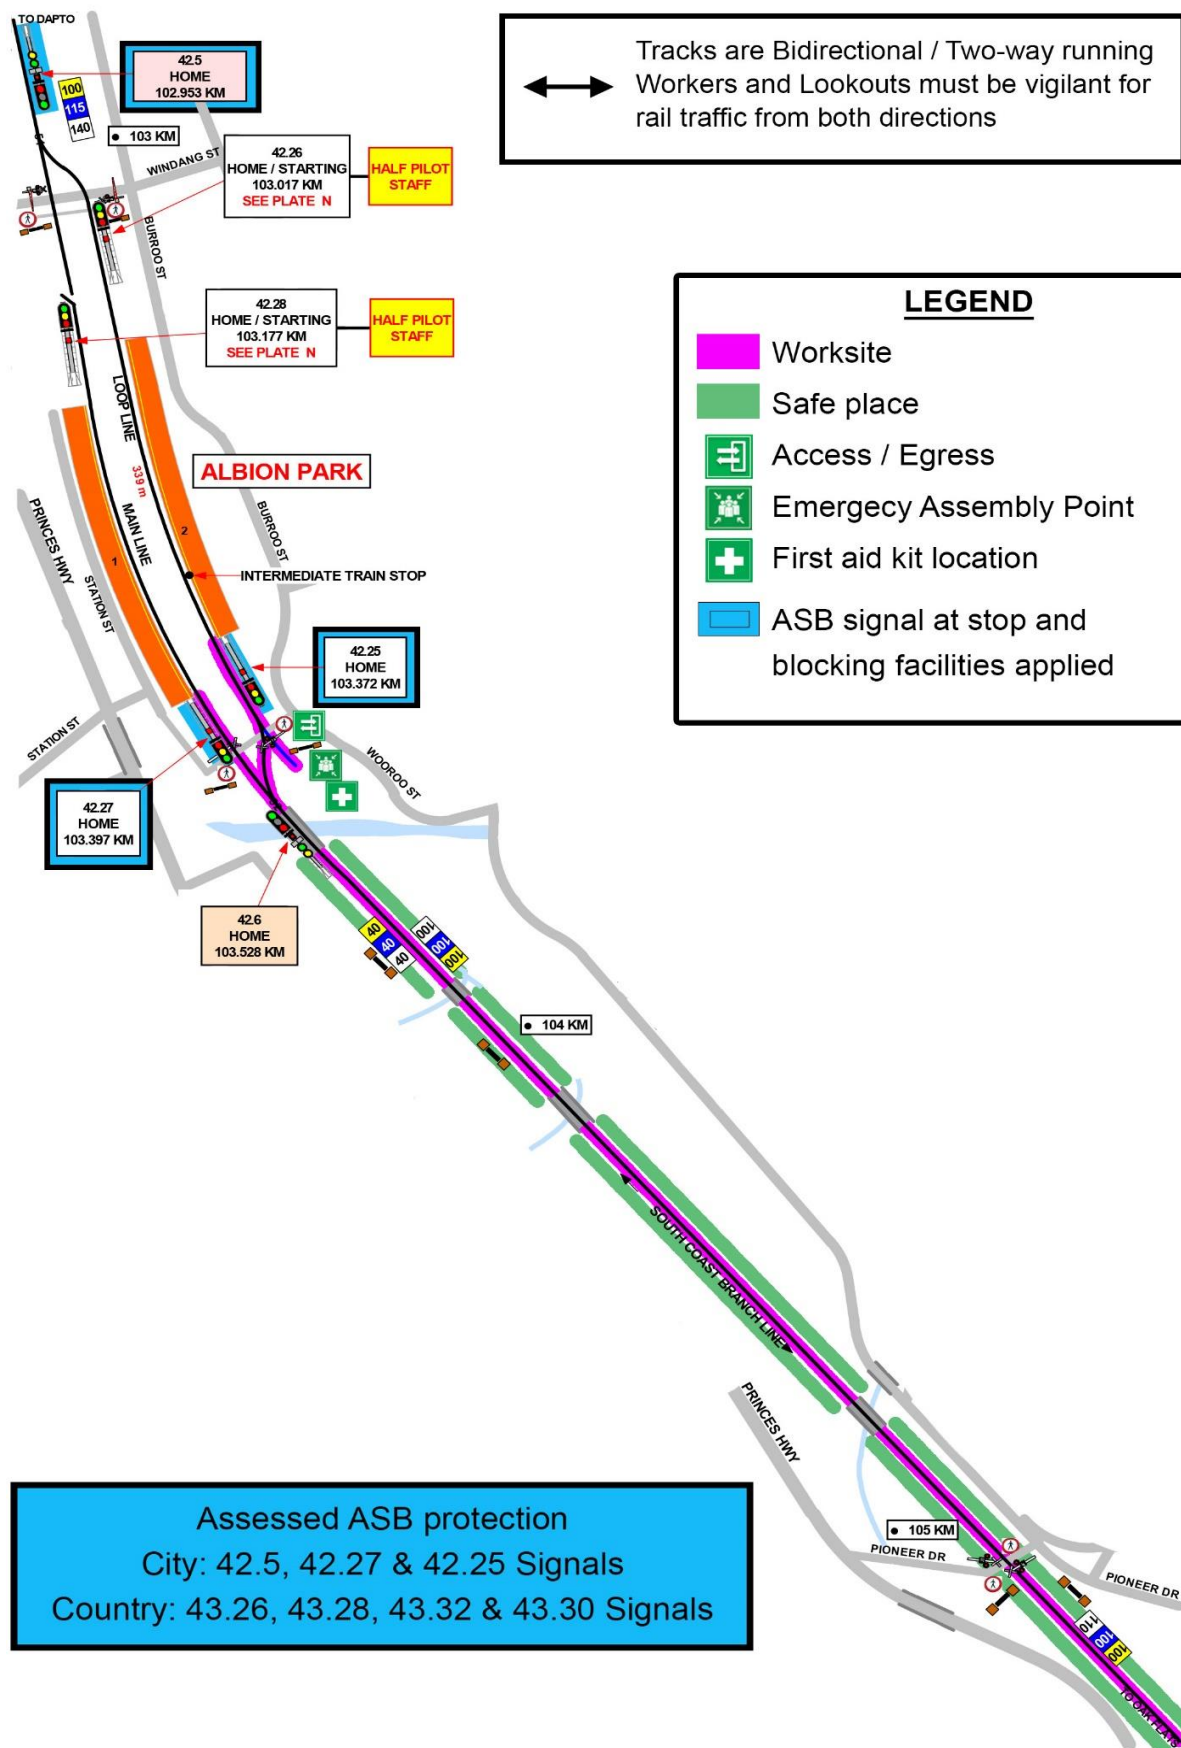 TO DAPTO
42.5
HOME
102.953 KM
100
115
140
103 KM
WINDANG ST
42.26
HOME / STARTING
103.017 KM
SEE PLATE N
HALF PILOT
STAFF
BURROO ST
42.28
HOME / STARTING
103.177 KM
SEE PLATE N
HALF PILOT
STAFF
Tracks are Bidirectional / Two-way running
Workers and Lookouts must be vigilant for
rail traffic from both directions
LEGEND
Worksite
Safe place
Access / Egress
Emergecy Assembly Point
First aid kit location
ASB signal at stop and
blocking facilities applied
LOOP LINE
339 m
MAIN LINE
ALBION PARK
1
2
PRINCES HWY
STATION ST
BURROO ST
INTERMEDIATE TRAIN STOP
42.25
HOME
103.372 KM
STATION ST
WOOROO ST
42.27
HOME
103.397 KM
42.6
HOME
103.528 KM
40
40
40
100
100
100
104 KM
SOUTH COAST BRANCH LINE
PRINCES HWY
105 KM
PIONEER DR
PIONEER DR
110
100
100
TO OAK FLATS
Assessed ASB protection
City: 42.5, 42.27 & 42.25 Signals
Country: 43.26, 43.28, 43.32 & 43.30 Signals